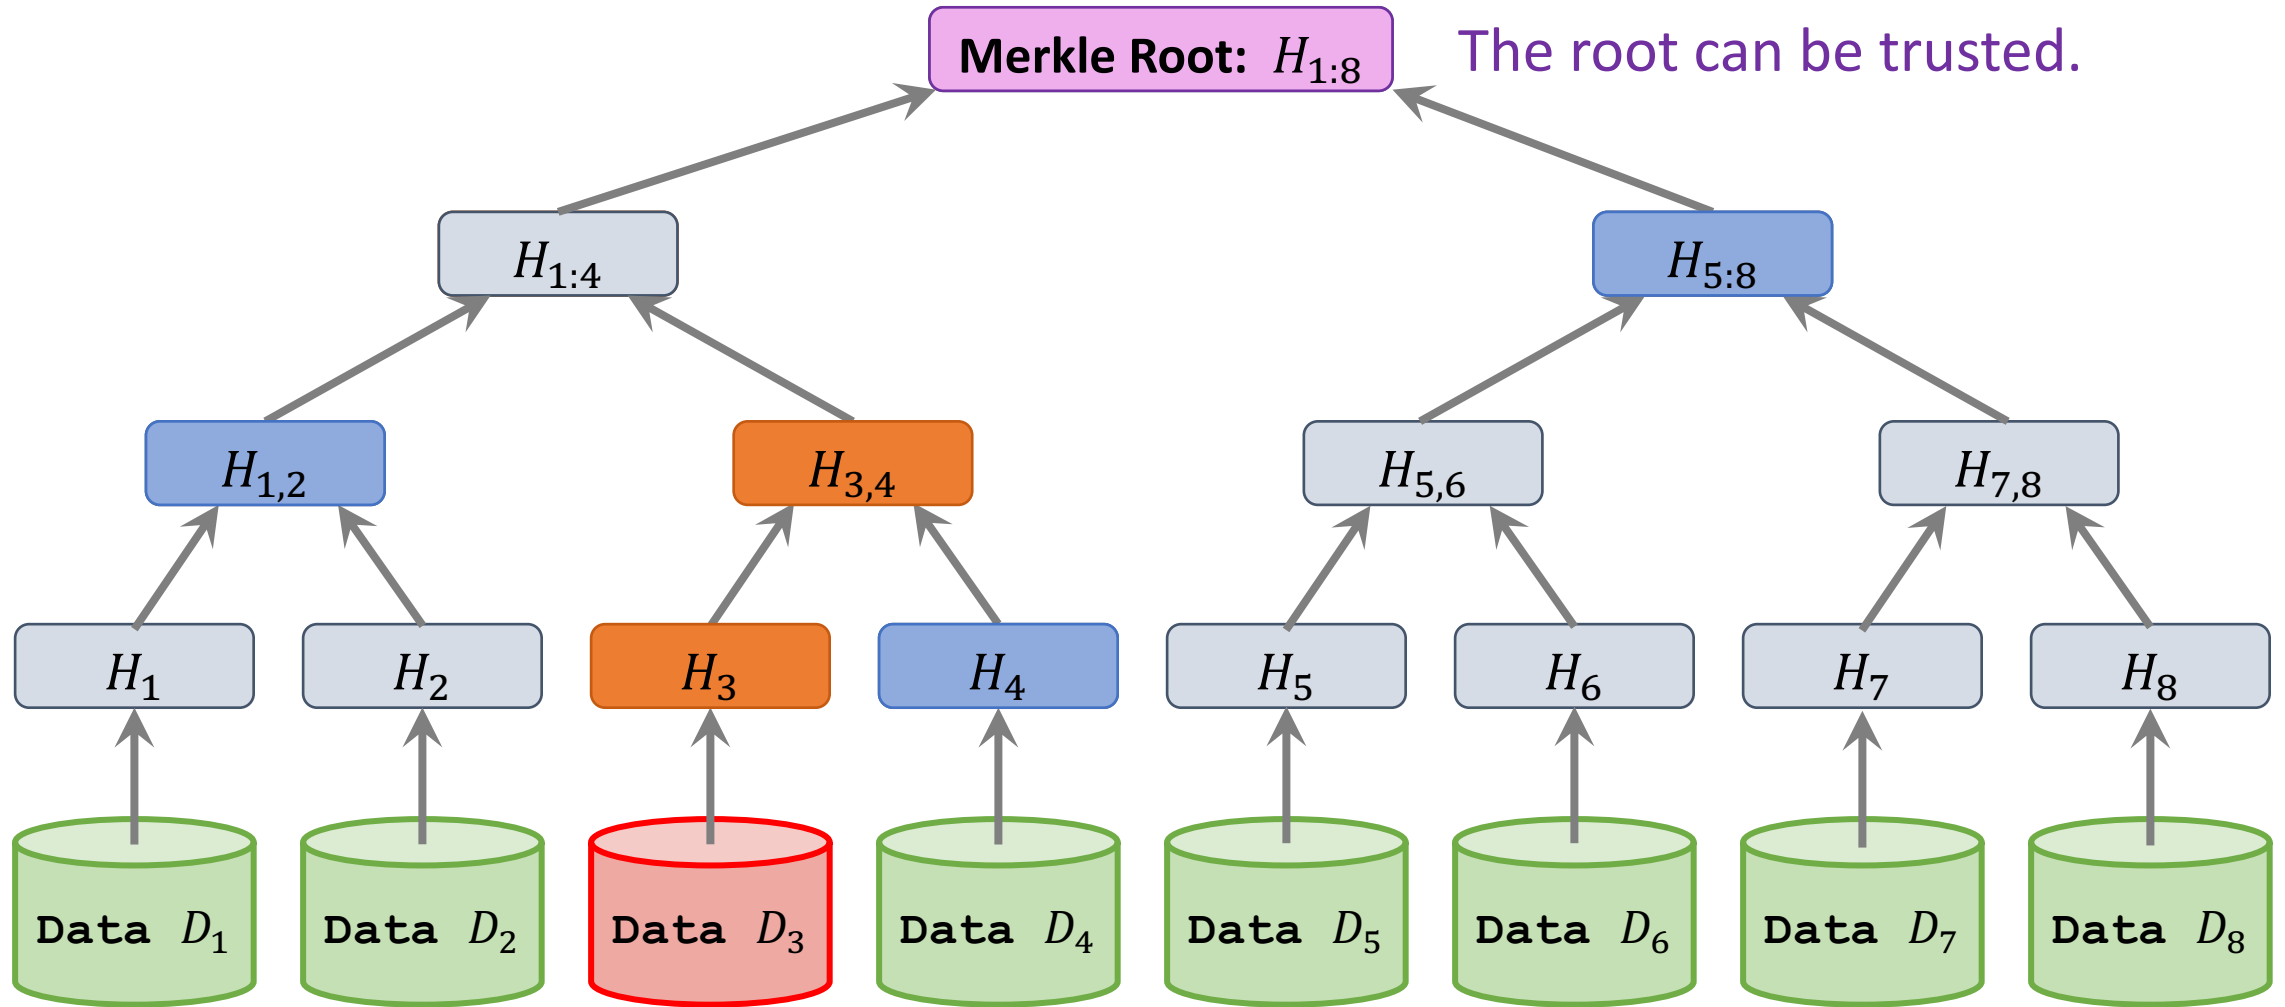 Merkle Root: H₁:₈
The root can be trusted.
H₁:₄
H₅:₈
H₁,₂
H₃,₄
H₅,₆
H₇,₈
H₁
H₂
H₃
H₄
H₅
H₆
H₇
H₈
Data D₁
Data D₂
Data D₃
Data D₄
Data D₅
Data D₆
Data D₇
Data D₈